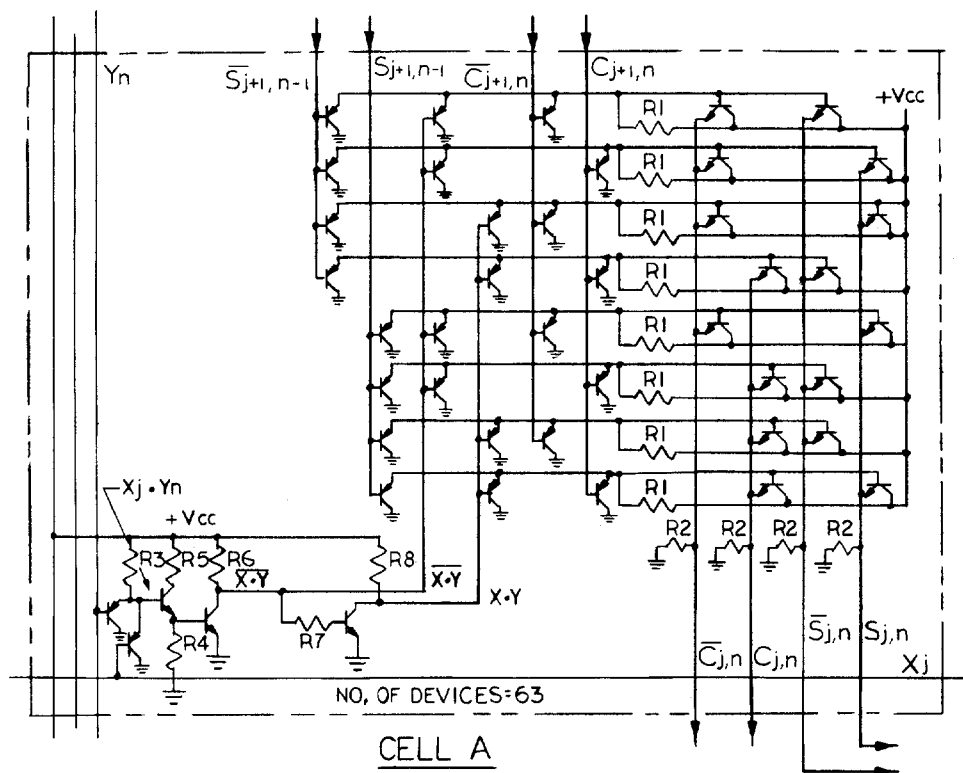 Yn
S̅j+1,n-1
Sj+1,n-1
C̅j+1,n
Cj+1,n
+Vcc
R1
R1
R1
R1
R1
R1
R1
R1
Xj·Yn
+Vcc
R3
R5
R6
R8
X̅·̅Y̅
X̅·̅Y̅
X·Y
R7
R4
R2
R2
R2
R2
C̅j,n
Cj,n
S̅j,n
Sj,n
Xj
NO. OF DEVICES=63
CELL A